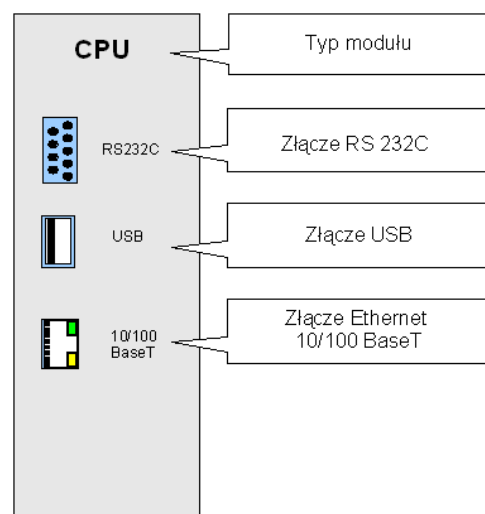 CPU
Typ modułu
RS232C
Złącze RS 232C
USB
Złącze USB
10/100
BaseT
Złącze Ethernet
10/100 BaseT